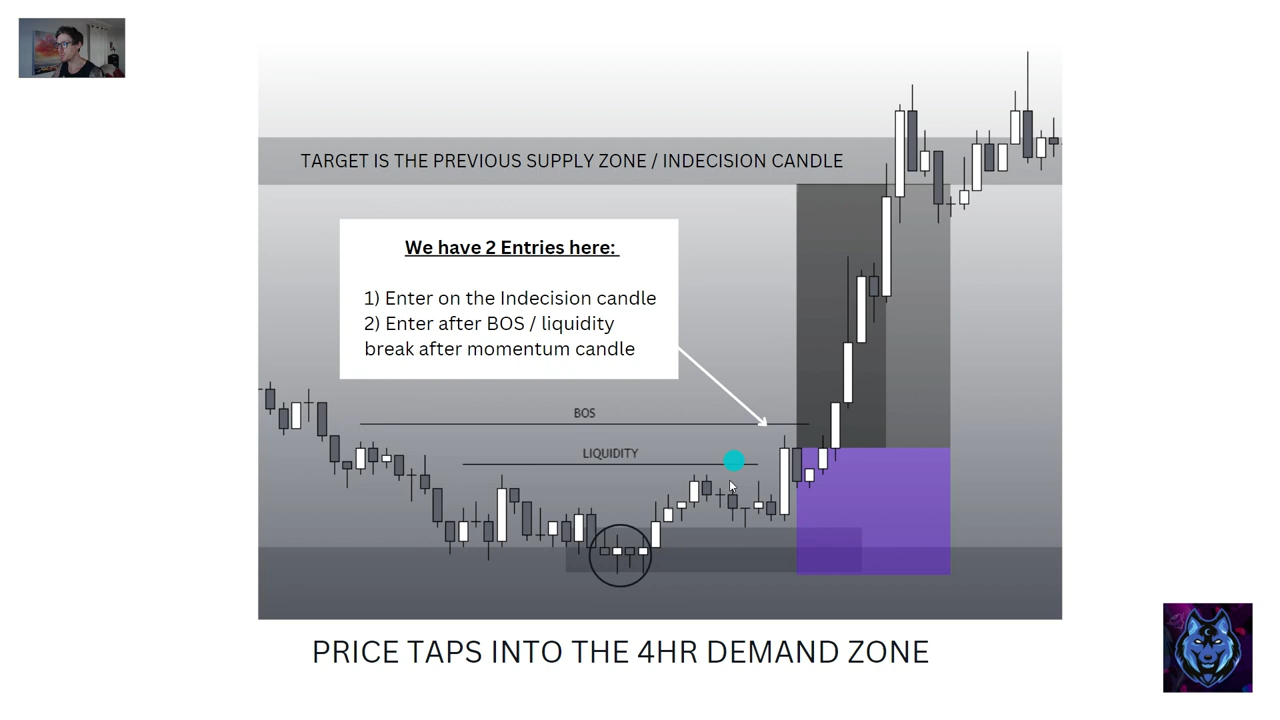 TARGET IS THE PREVIOUS SUPPLY ZONE / INDECISION CANDLE
We have 2 Entries here:
1) Enter on the Indecision candle
2) Enter after BOS / liquidity
break after momentum candle
BOS
LIQUIDITY
PRICE TAPS INTO THE 4HR DEMAND ZONE